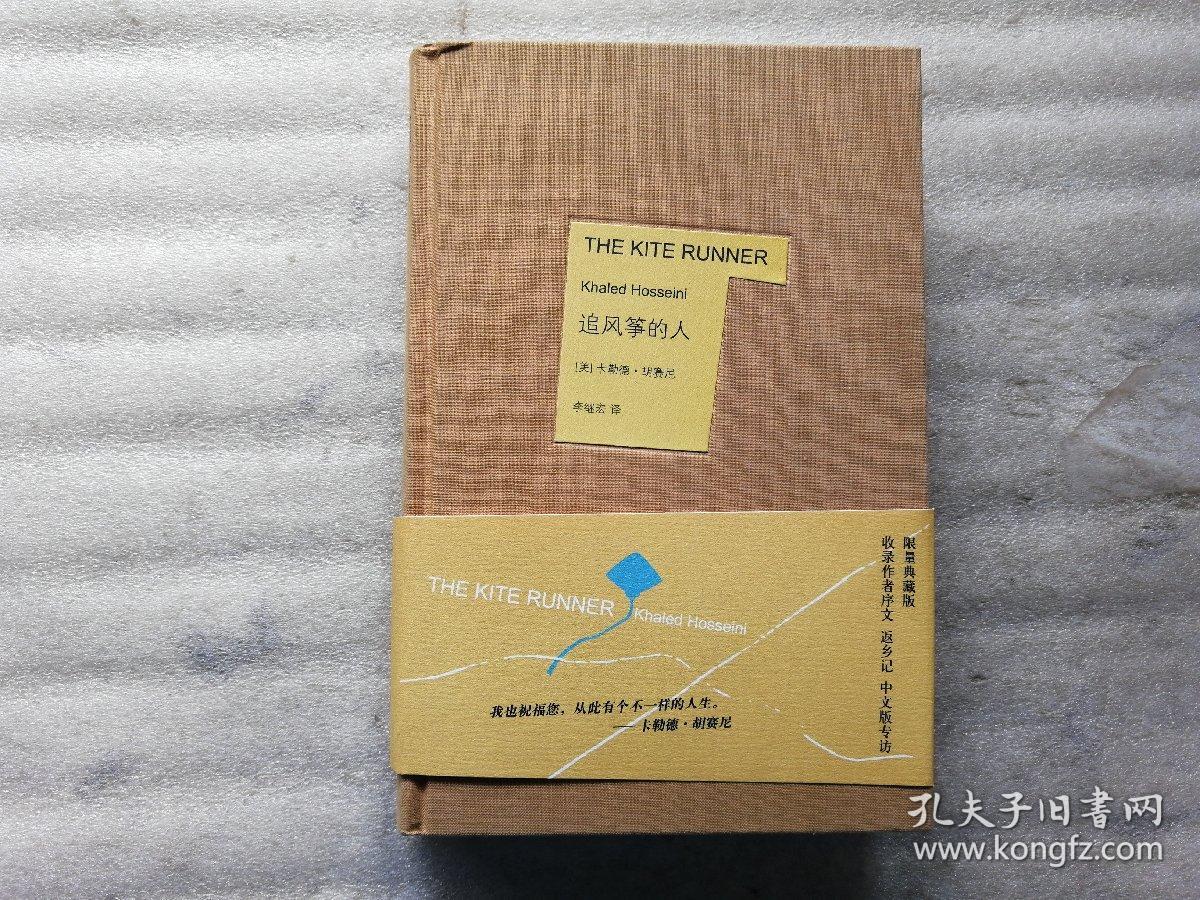 THE KITE RUNNER
Khaled Hosseini
追风筝的人
[美] 卡勒德·胡赛尼
李继宏 译
THE KITE RUNNER
Khaled Hosseini
我也祝福您，从此有个不一样的人生。
——卡勒德·胡赛尼
限量典藏版
收录作者序文 返乡记 中文版专访
孔夫子旧书网
www.kongfz.com